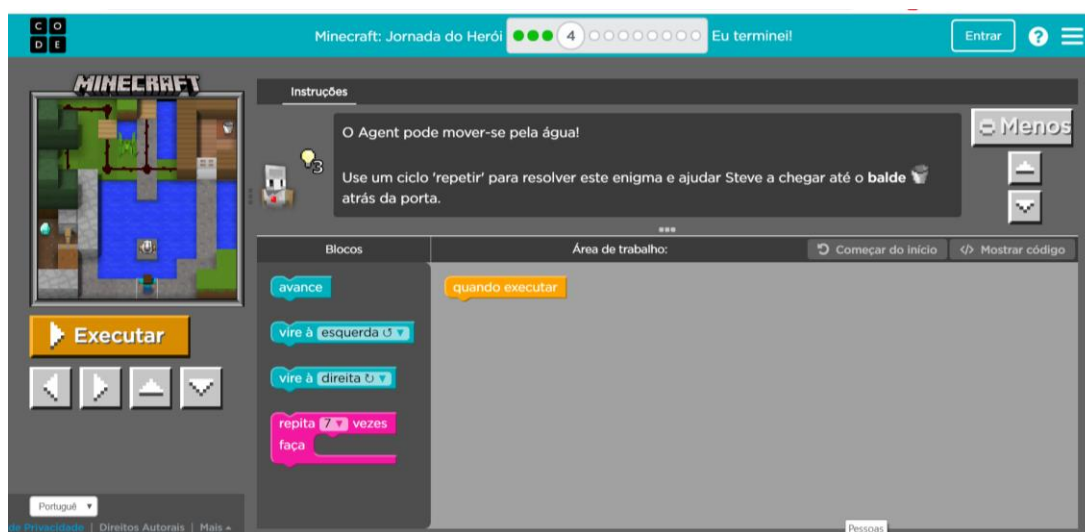 C O
D E
Minecraft: Jornada do Herói
4
Eu terminei!
Entrar
?
MINECRAFT
Instruções
3
O Agent pode mover-se pela água!
Use um ciclo 'repetir' para resolver este enigma e ajudar Steve a chegar até o balde
atrás da porta.
Menos
Blocos
Área de trabalho:
Começar do início
</> Mostrar código
avance
vire à esquerda ↺ ▼
vire à direita ↻ ▼
repita 7 ▼ vezes
faça
quando executar
Executar
Portuguê ▼
de Privacidade | Direitos Autorais | Mais
Pessoas